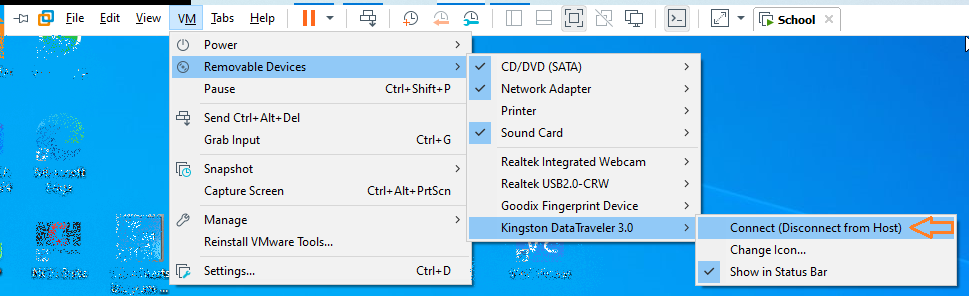 File Edit View VM Tabs Help School
Power
Removable Devices
Pause Ctrl+Shift+P
Send Ctrl+Alt+Del
Grab Input Ctrl+G
Snapshot
Capture Screen Ctrl+Alt+PrtScn
Manage
Reinstall VMware Tools...
Settings... Ctrl+D
CD/DVD (SATA)
Network Adapter
Printer
Sound Card
Realtek Integrated Webcam
Realtek USB2.0-CRW
Goodix Fingerprint Device
Kingston DataTraveler 3.0
Connect (Disconnect from Host)
Change Icon...
Show in Status Bar